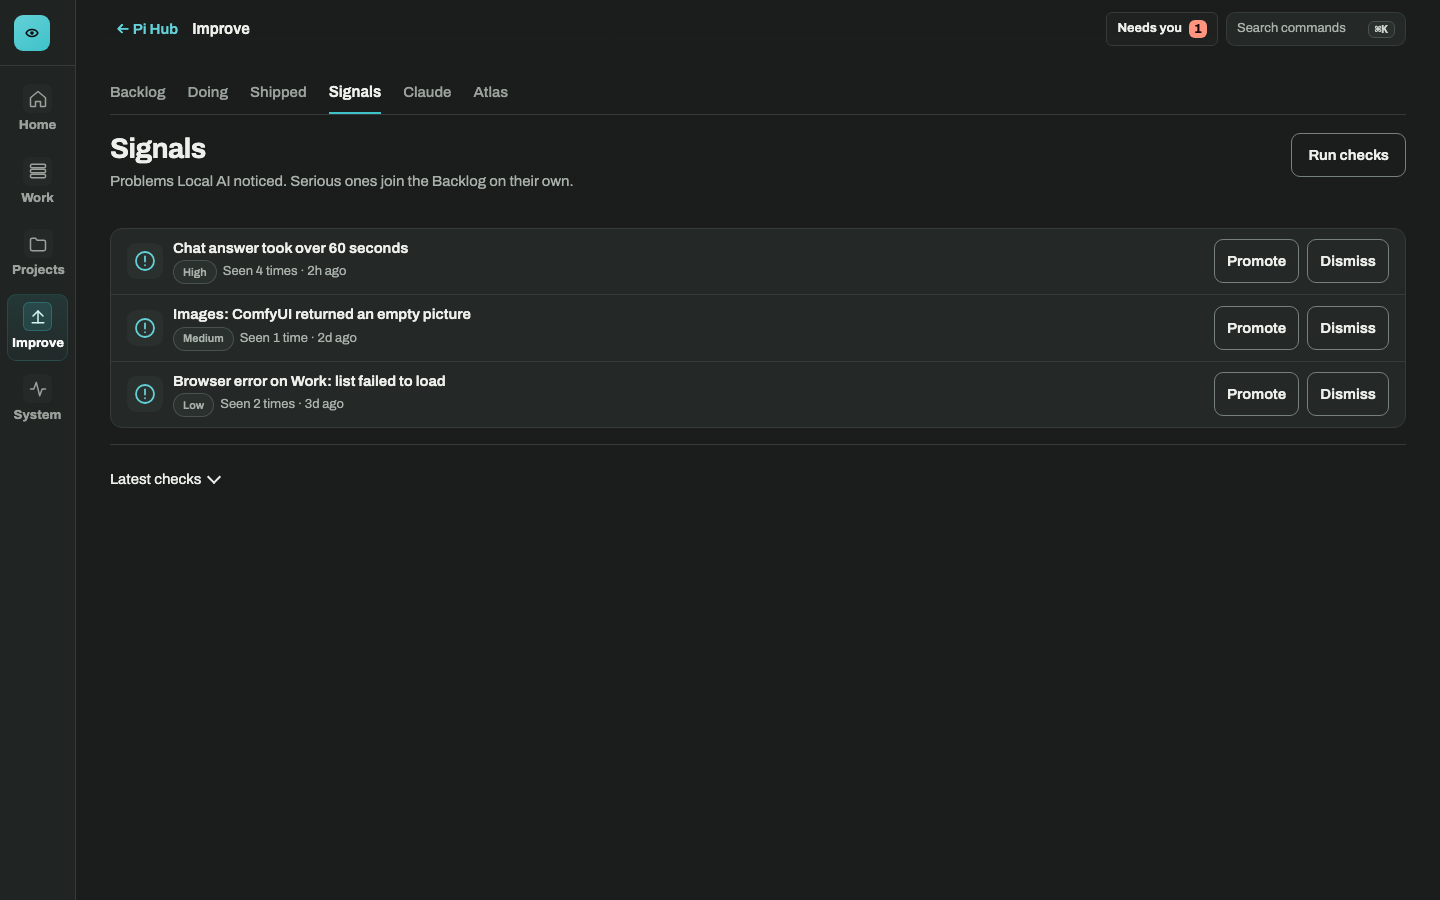 ← Pi Hub Improve
Needs you 1
Search commands ⌘K
Home
Work
Projects
Improve
System
Backlog Doing Shipped Signals Claude Atlas
Signals
Problems Local AI noticed. Serious ones join the Backlog on their own.
Run checks
Chat answer took over 60 seconds
High Seen 4 times · 2h ago
Promote Dismiss
Images: ComfyUI returned an empty picture
Medium Seen 1 time · 2d ago
Promote Dismiss
Browser error on Work: list failed to load
Low Seen 2 times · 3d ago
Promote Dismiss
Latest checks